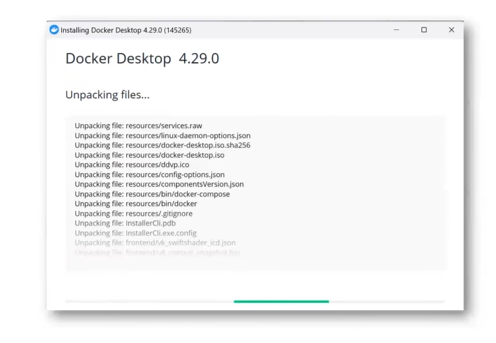 Installing Docker Desktop 4.29.0 (145265)
Docker Desktop 4.29.0
Unpacking files...
Unpacking file: resources/services.raw
Unpacking file: resources/linux-daemon-options.json
Unpacking file: resources/docker-desktop.iso.sha256
Unpacking file: resources/docker-desktop.iso
Unpacking file: resources/ddvp.ico
Unpacking file: resources/config-options.json
Unpacking file: resources/componentsVersion.json
Unpacking file: resources/bin/docker-compose
Unpacking file: resources/bin/docker
Unpacking file: resources/.gitignore
Unpacking file: InstallerCli.pdb
Unpacking file: InstallerCli.exe.config
Unpacking file: frontend/vk_swiftshader_icd.json
Unpacking file: